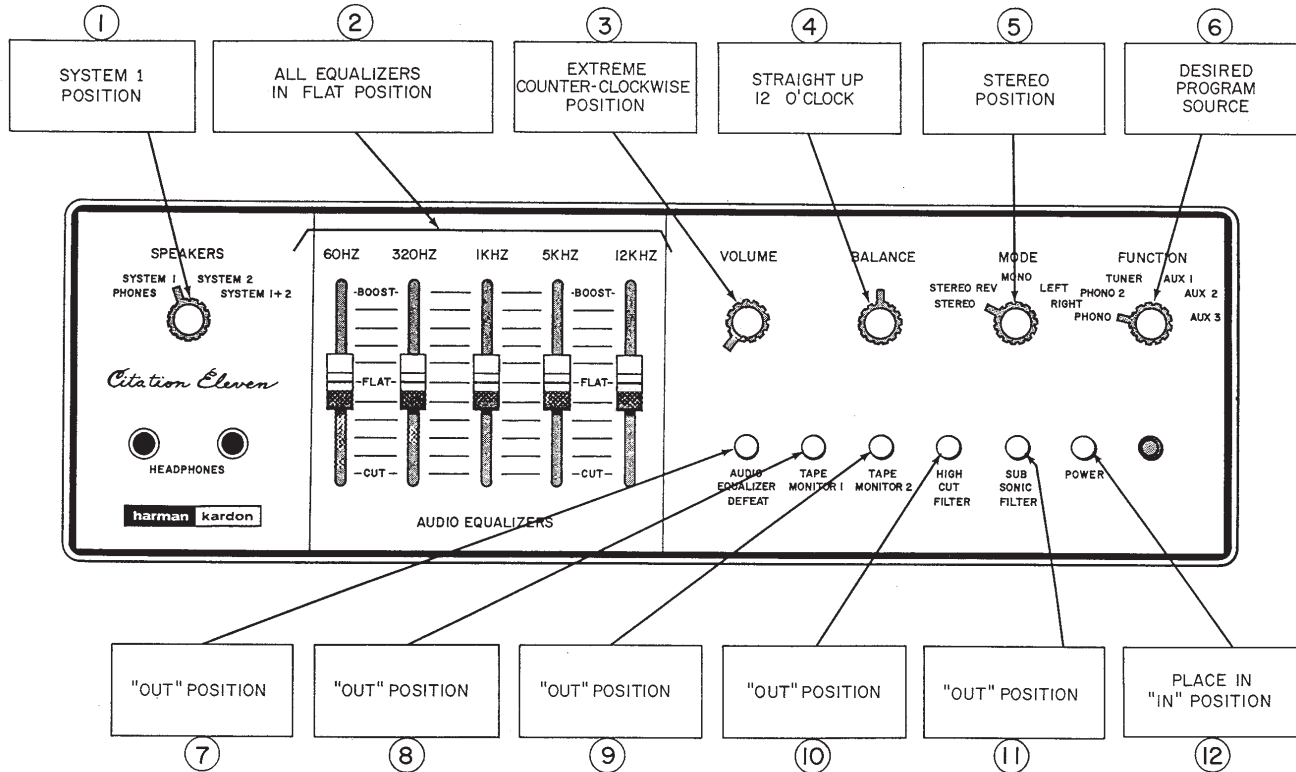 1
2
3
4
5
6
SYSTEM 1
POSITION
ALL EQUALIZERS
IN FLAT POSITION
EXTREME
COUNTER-CLOCKWISE
POSITION
STRAIGHT UP
12 O'CLOCK
STEREO
POSITION
DESIRED
PROGRAM
SOURCE
SPEAKERS
SYSTEM 1
SYSTEM 2
PHONES
SYSTEM 1+2
Citation Eleven
HEADPHONES
harman kardon
60HZ
320HZ
1KHZ
5KHZ
12KHZ
-BOOST-
-BOOST-
-FLAT-
-FLAT-
-CUT-
-CUT-
AUDIO EQUALIZERS
VOLUME
BALANCE
MODE
MONO
STEREO REV
LEFT
STEREO
RIGHT
FUNCTION
TUNER
AUX 1
PHONO 2
AUX 2
PHONO 1
AUX 3
AUDIO
EQUALIZER
DEFEAT
TAPE
MONITOR 1
TAPE
MONITOR 2
HIGH
CUT
FILTER
SUB
SONIC
FILTER
POWER
"OUT" POSITION
"OUT" POSITION
"OUT" POSITION
"OUT" POSITION
"OUT" POSITION
PLACE IN
"IN" POSITION
7
8
9
10
11
12